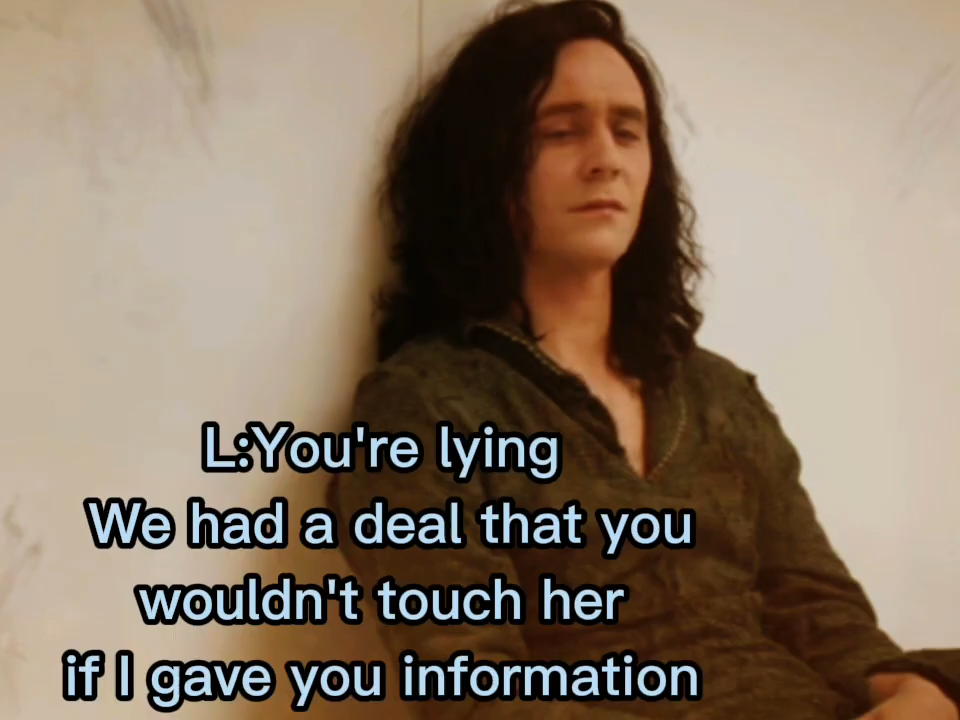 L:You're lying
We had a deal that you
wouldn't touch her
if I gave you information